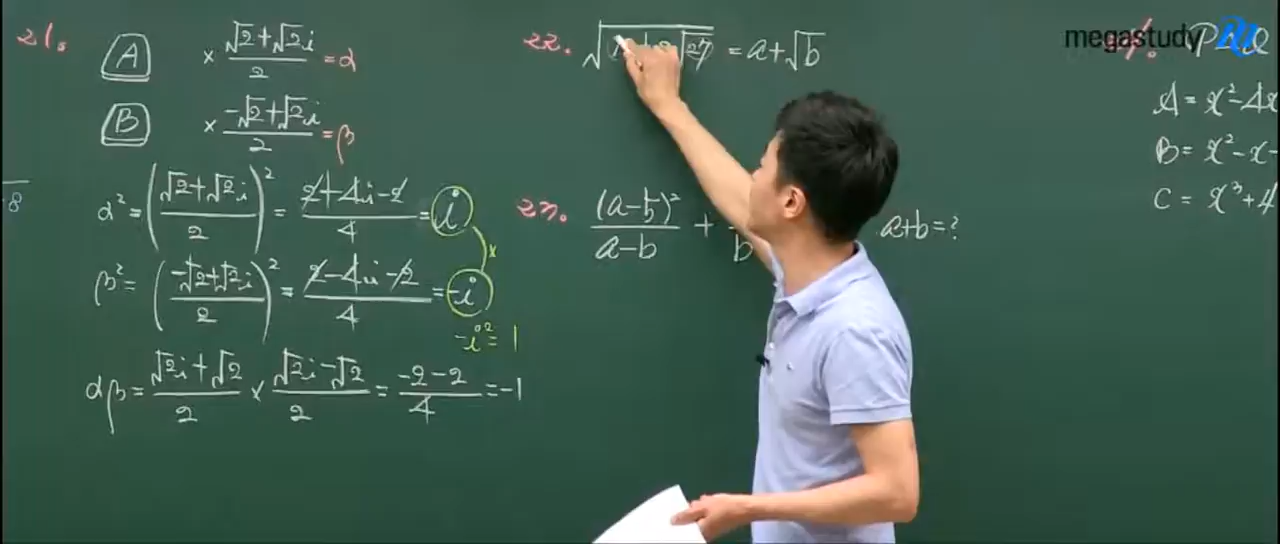 21.
A × (√2+√2i)/2 = α
B × (-√2+√2i)/2 = β
α² = ((√2+√2i)/2)² = (2+4i-2)/4 = i
×
β² = ((-√2+√2i)/2)² = (2-4i-2)/4 = -i
-i² = 1
αβ = (√2i+√2)/2 × (√2i-√2)/2 = (-2-2)/4 = -1
-8
22.
√27 = a+√b
23. (a-b)²/(a-b) +
b
a+b=?
megastudy
P
Q
A = x²-4x
B = x²-x-
C = x³+4